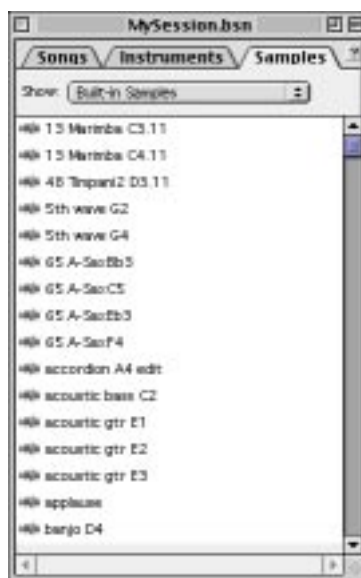 MySession.bsn
Songs Instruments Samples ?
Show: Built-in Samples
13 Marimba C3.11
13 Marimba C4.11
48 Timpani2 D3.11
5th wave G2
5th wave G4
65 A-Sax Bb3
65 A-Sax C5
65 A-Sax Eb3
65 A-Sax F4
accordion A4 edit
acoustic bass C2
acoustic gtr E1
acoustic gtr E2
acoustic gtr E3
applause
banjo D4